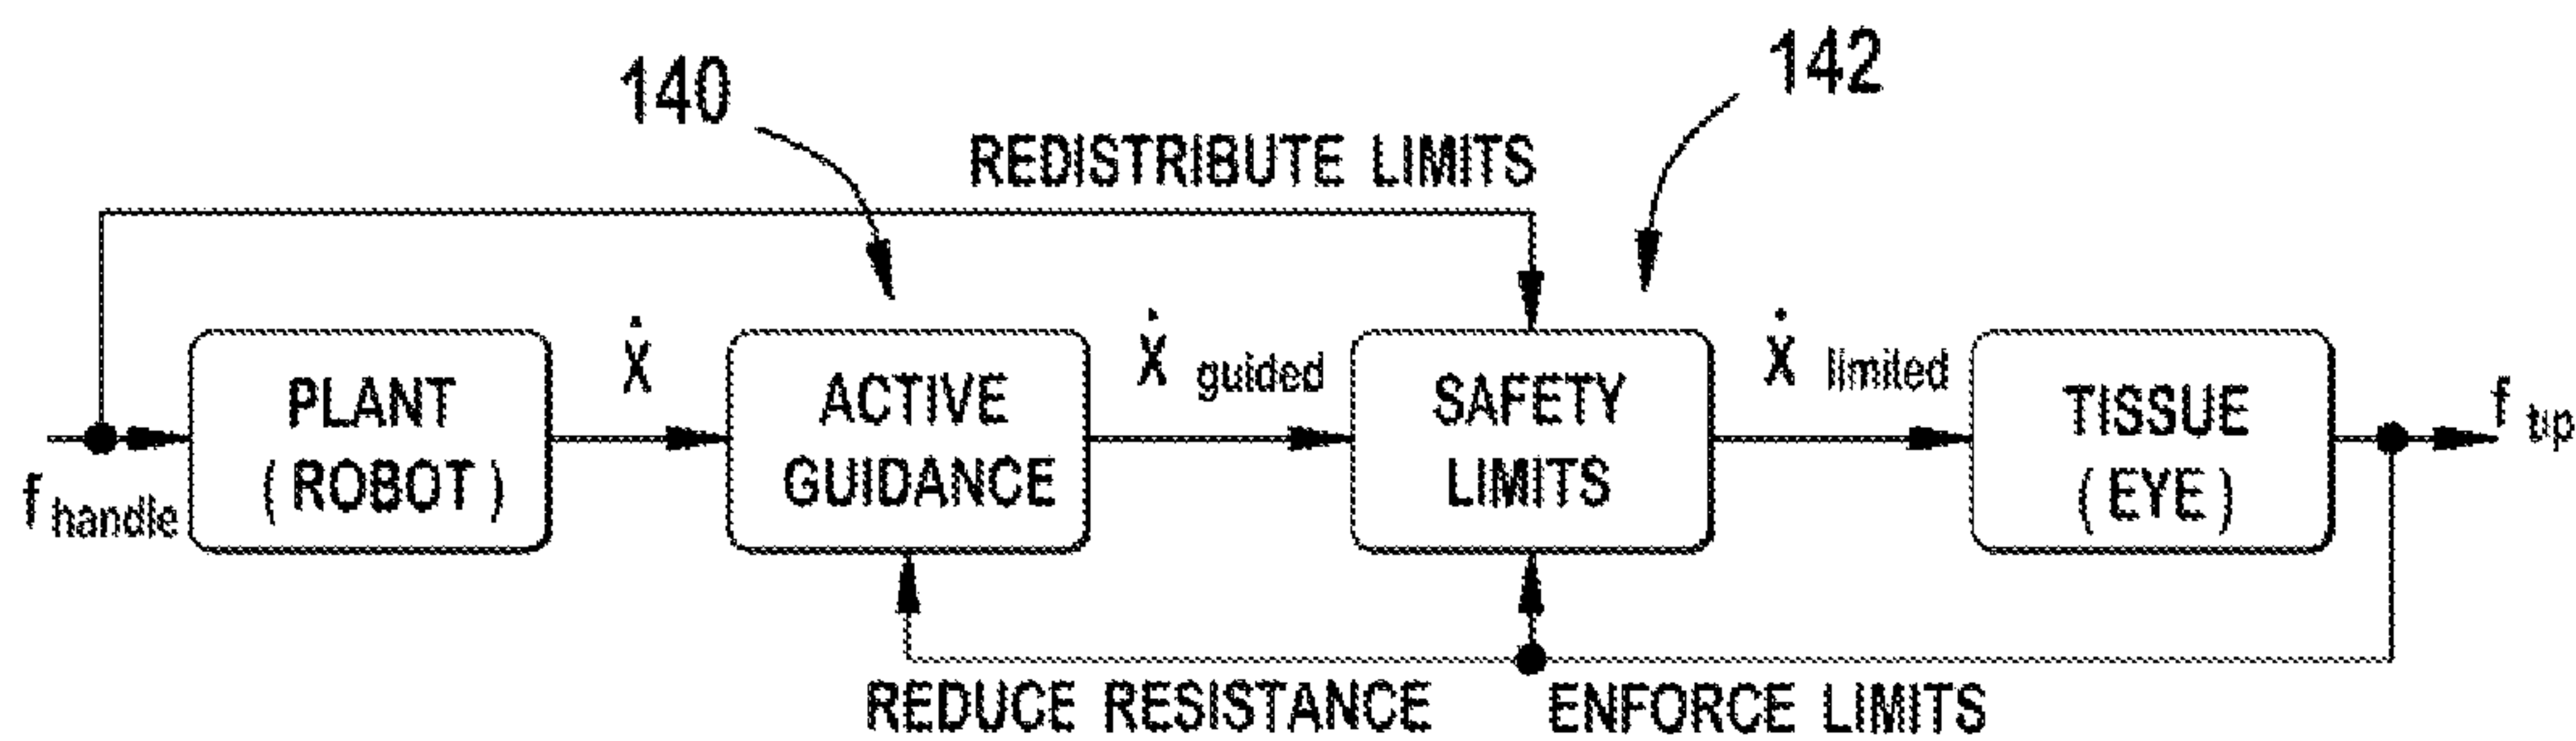 140
142
REDISTRIBUTE LIMITS
f handle
PLANT
( ROBOT )
Ẋ
ACTIVE
GUIDANCE
Ẋ guided
SAFETY
LIMITS
Ẋ limited
TISSUE
( EYE )
f tip
REDUCE RESISTANCE
ENFORCE LIMITS